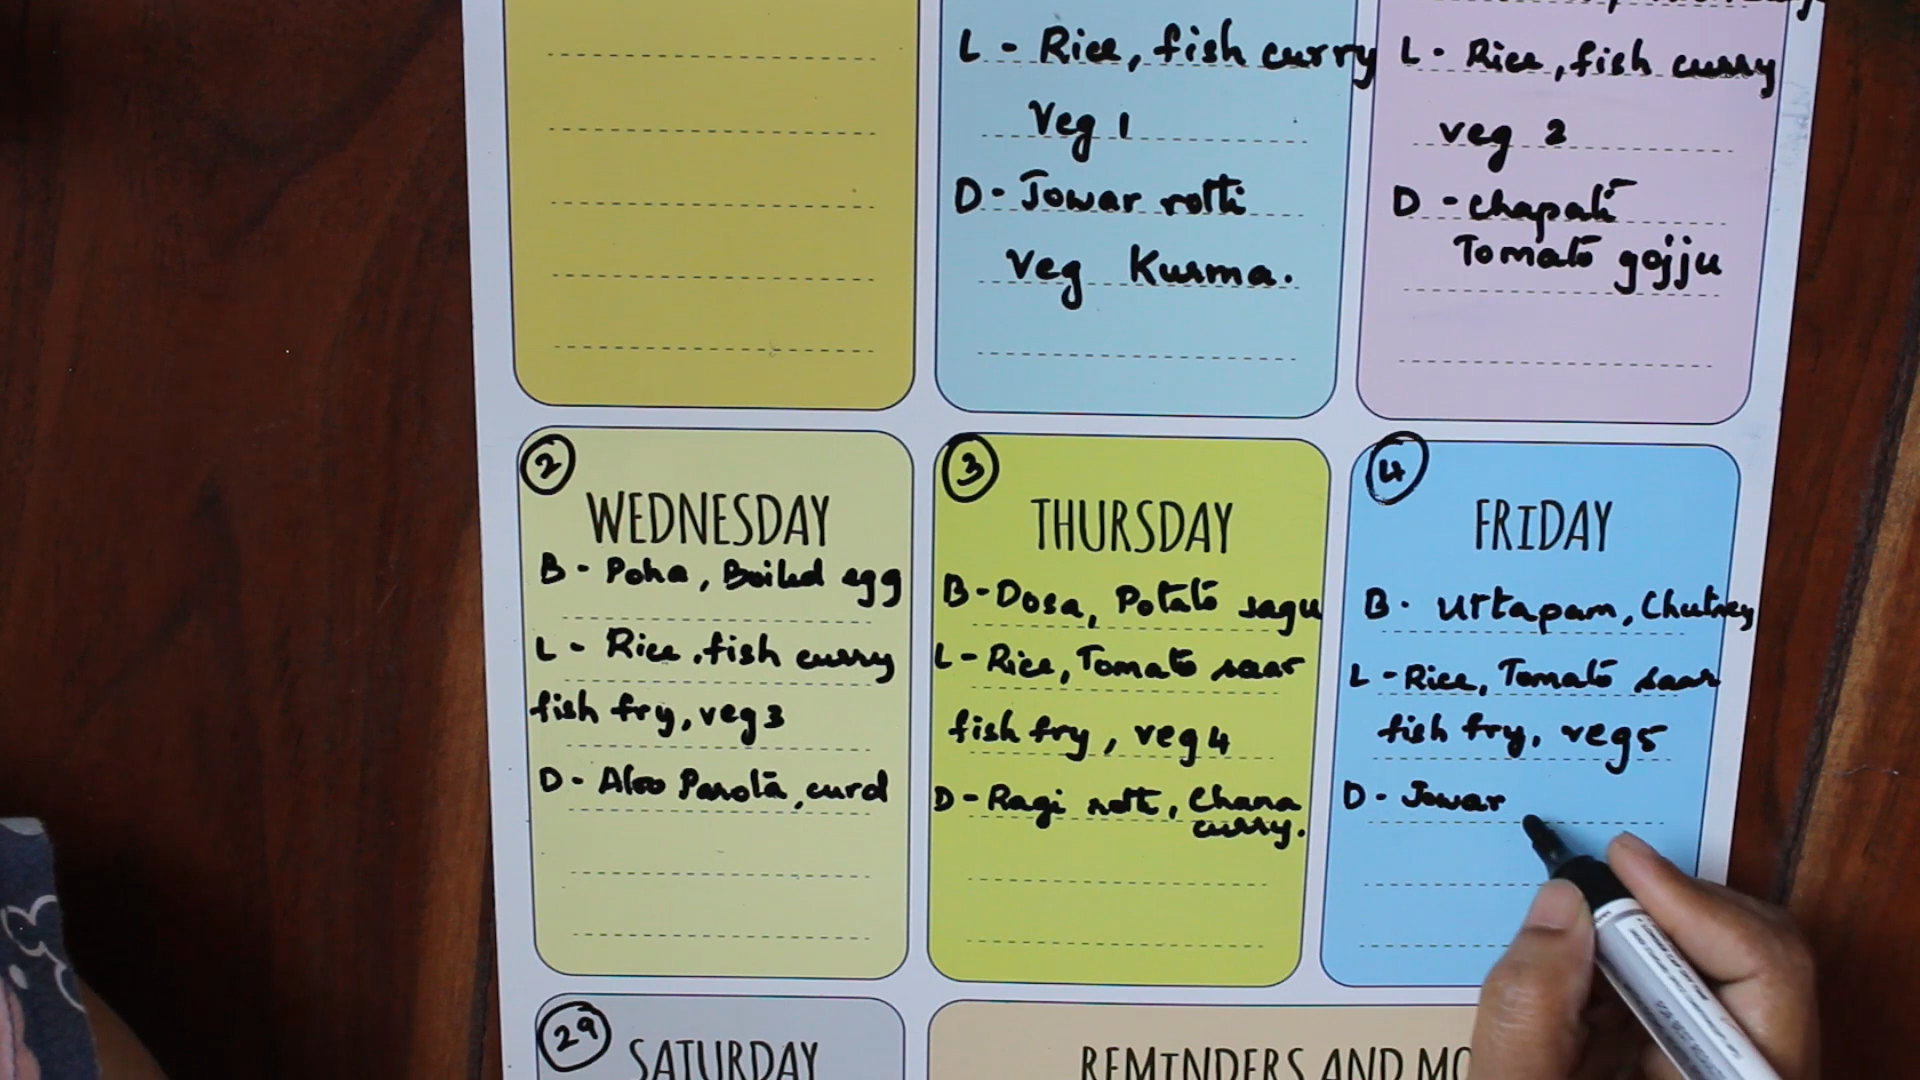 L - Rice, fish curry
Veg 1
D - Jowar rotti
Veg Kurma.
L - Rice, fish curry
veg 2
D - chapati
Tomato gojju
2
WEDNESDAY
B - Poha, Boiled egg
L - Rice, fish curry
fish fry, veg 3
D - Aloo Parota, curd
3
THURSDAY
B - Dosa, Potato sagu
L - Rice, Tomato saar
fish fry, veg 4
D - Ragi rotti, Chana
curry.
4
FRIDAY
B - Uttapam, Chutney
L - Rice, Tomato saar
fish fry, veg 5
D - Jowar
29
SATURDAY
REMINDERS AND MO